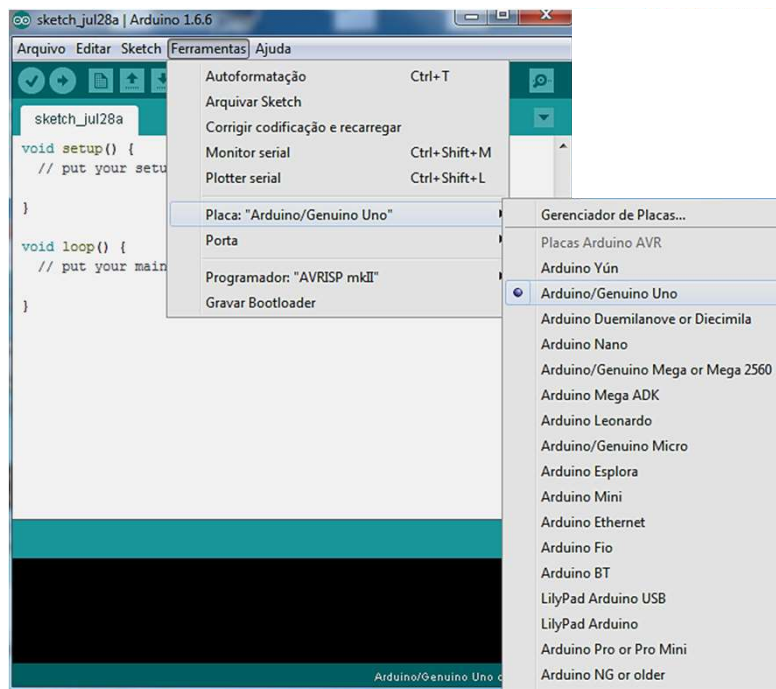 sketch_jul28a | Arduino 1.6.6
Arquivo Editar Sketch Ferramentas Ajuda
sketch_jul28a
void setup() {
// put your setu
}
void loop() {
// put your main
}
Autoformatação Ctrl+T
Arquivar Sketch
Corrigir codificação e recarregar
Monitor serial Ctrl+Shift+M
Plotter serial Ctrl+Shift+L
Placa: "Arduino/Genuino Uno"
Porta
Programador: "AVRISP mkII"
Gravar Bootloader
Gerenciador de Placas...
Placas Arduino AVR
Arduino Yún
Arduino/Genuino Uno
Arduino Duemilanove or Diecimila
Arduino Nano
Arduino/Genuino Mega or Mega 2560
Arduino Mega ADK
Arduino Leonardo
Arduino/Genuino Micro
Arduino Esplora
Arduino Mini
Arduino Ethernet
Arduino Fio
Arduino BT
LilyPad Arduino USB
LilyPad Arduino
Arduino Pro or Pro Mini
Arduino NG or older
Arduino/Genuino Uno